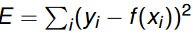 E = ∑ᵢ(yᵢ − f(xᵢ))²